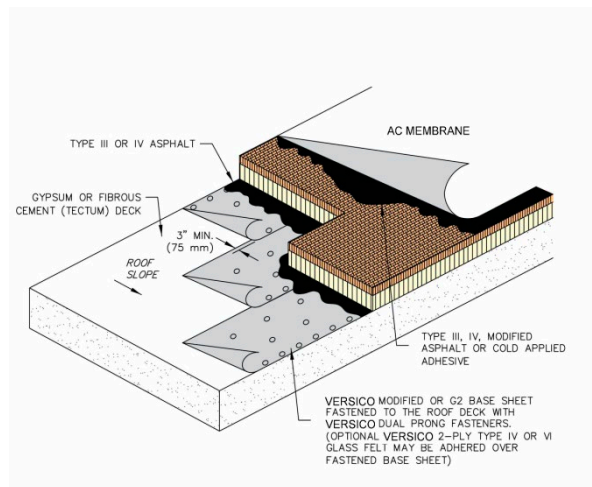 AC MEMBRANE
TYPE III OR IV ASPHALT
GYPSUM OR FIBROUS
CEMENT (TECTUM) DECK
3" MIN.
(75 mm)
ROOF
SLOPE
TYPE III, IV, MODIFIED
ASPHALT OR COLD APPLIED
ADHESIVE
VERSICO MODIFIED OR G2 BASE SHEET
FASTENED TO THE ROOF DECK WITH
VERSICO DUAL PRONG FASTENERS.
(OPTIONAL VERSICO 2-PLY TYPE IV OR VI
GLASS FELT MAY BE ADHERED OVER
FASTENED BASE SHEET)